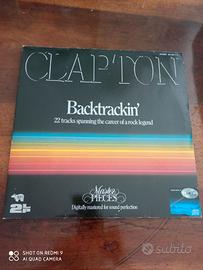 CLAPTON
Backtrackin'
22 tracks spanning the career of a rock legend
Master
PIECES
Digitally mastered for sound perfection
SHOT ON REDMI 9
AI QUAD CAMERA
subito